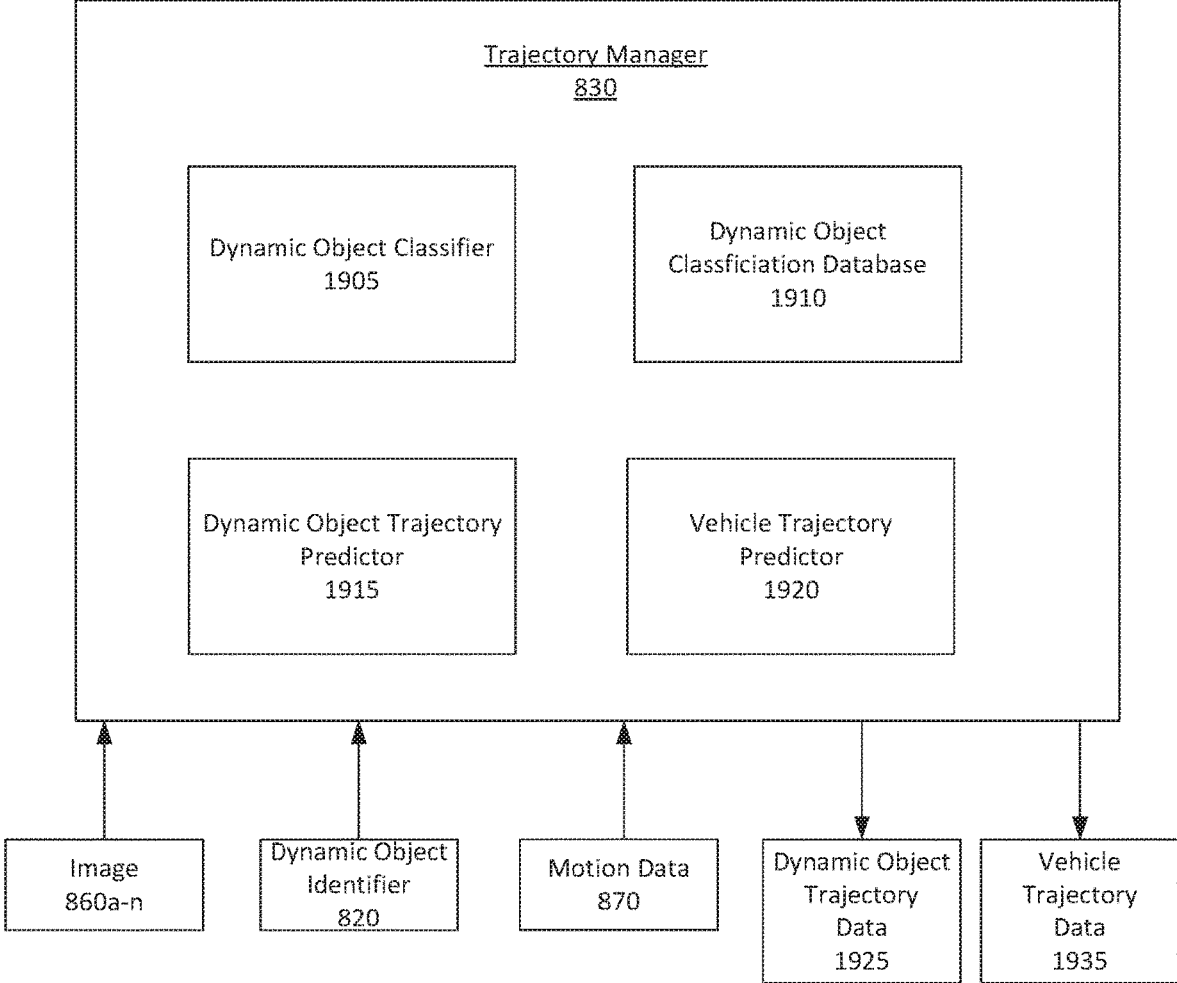 Trajectory Manager
830
Dynamic Object Classifier
1905
Dynamic Object
Classficiation Database
1910
Dynamic Object Trajectory
Predictor
1915
Vehicle Trajectory
Predictor
1920
Image
860a-n
Dynamic Object
Identifier
820
Motion Data
870
Dynamic Object
Trajectory
Data
1925
Vehicle
Trajectory
Data
1935